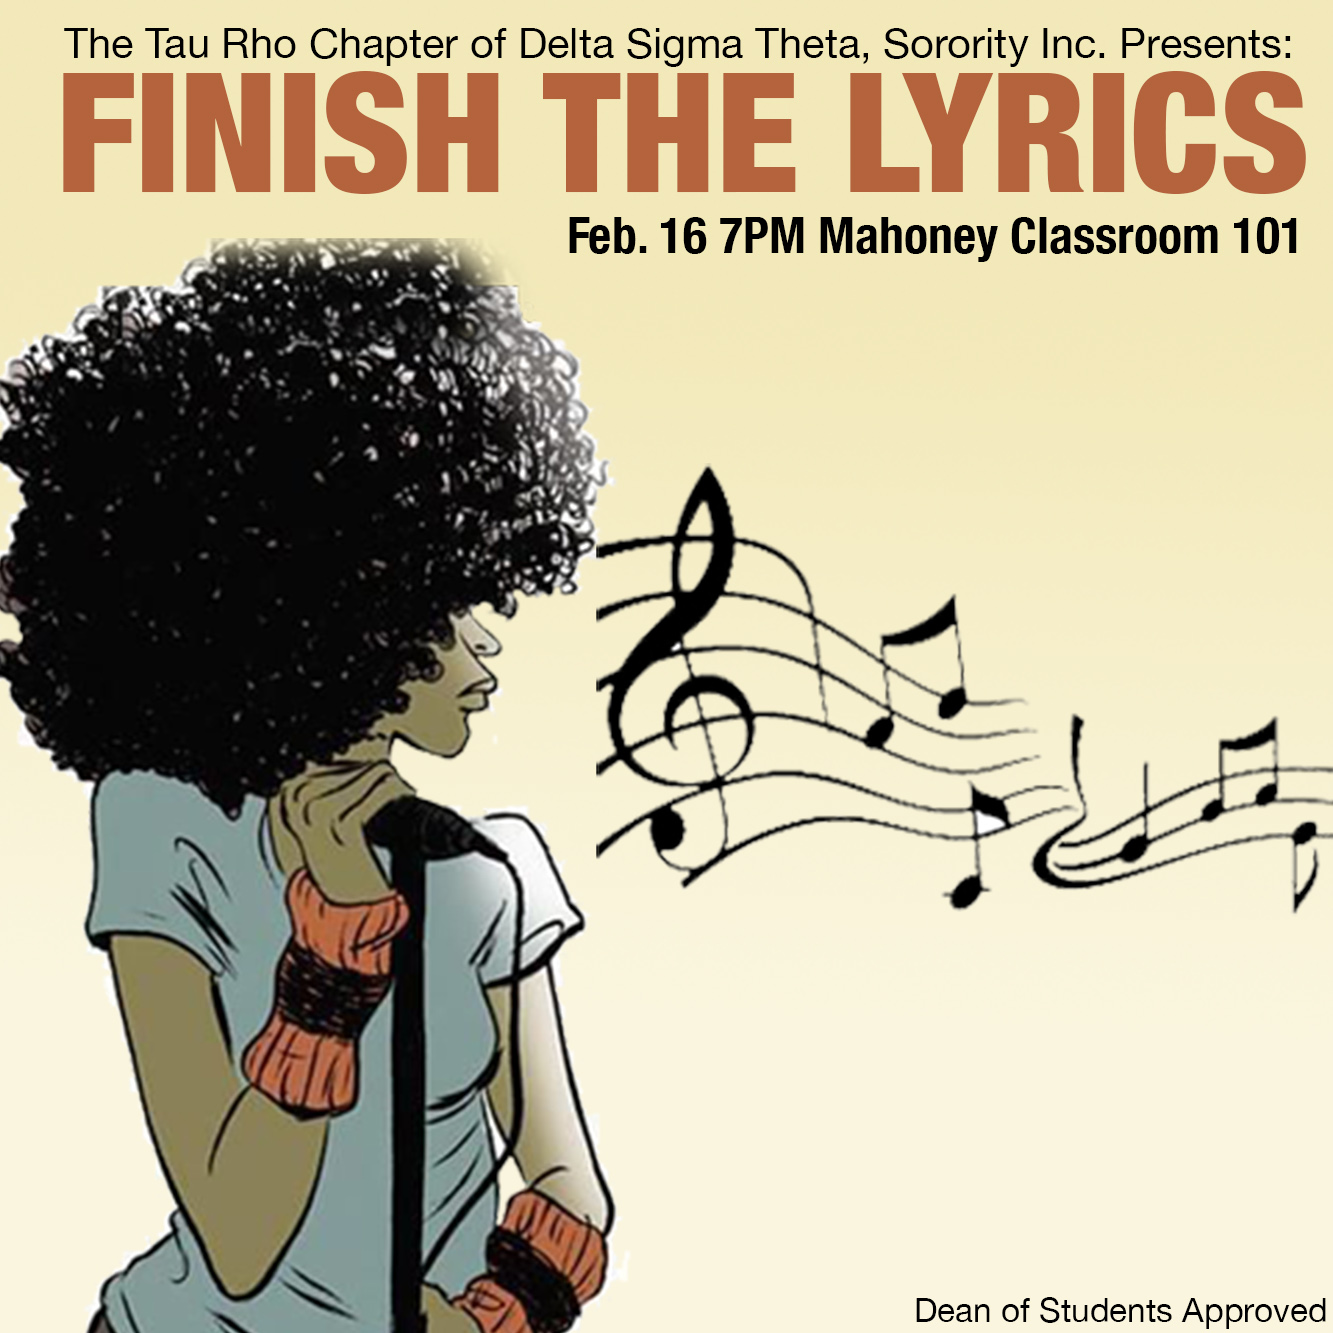 The Tau Rho Chapter of Delta Sigma Theta, Sorority Inc. Presents:
FINISH THE LYRICS
Feb. 16 7PM Mahoney Classroom 101
Dean of Students Approved